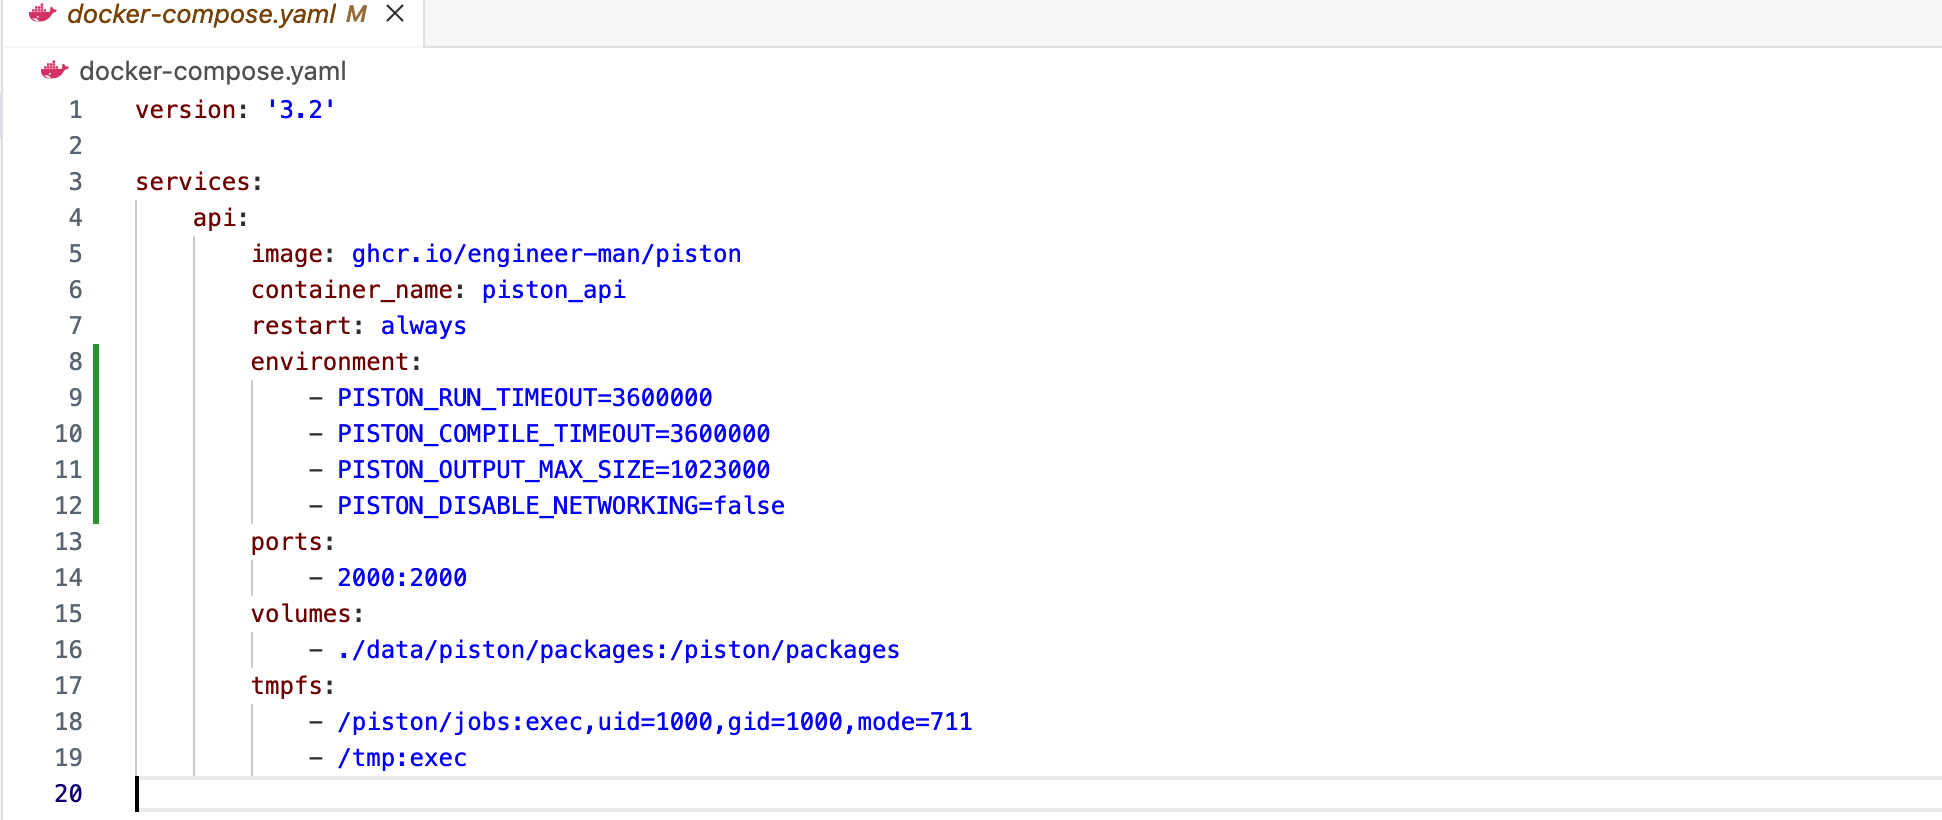 docker-compose.yaml M
docker-compose.yaml
1 version: '3.2'
2
3 services:
4     api:
5         image: ghcr.io/engineer-man/piston
6         container_name: piston_api
7         restart: always
8         environment:
9             - PISTON_RUN_TIMEOUT=3600000
10             - PISTON_COMPILE_TIMEOUT=3600000
11             - PISTON_OUTPUT_MAX_SIZE=1023000
12             - PISTON_DISABLE_NETWORKING=false
13         ports:
14             - 2000:2000
15         volumes:
16             - ./data/piston/packages:/piston/packages
17         tmpfs:
18             - /piston/jobs:exec,uid=1000,gid=1000,mode=711
19             - /tmp:exec
20